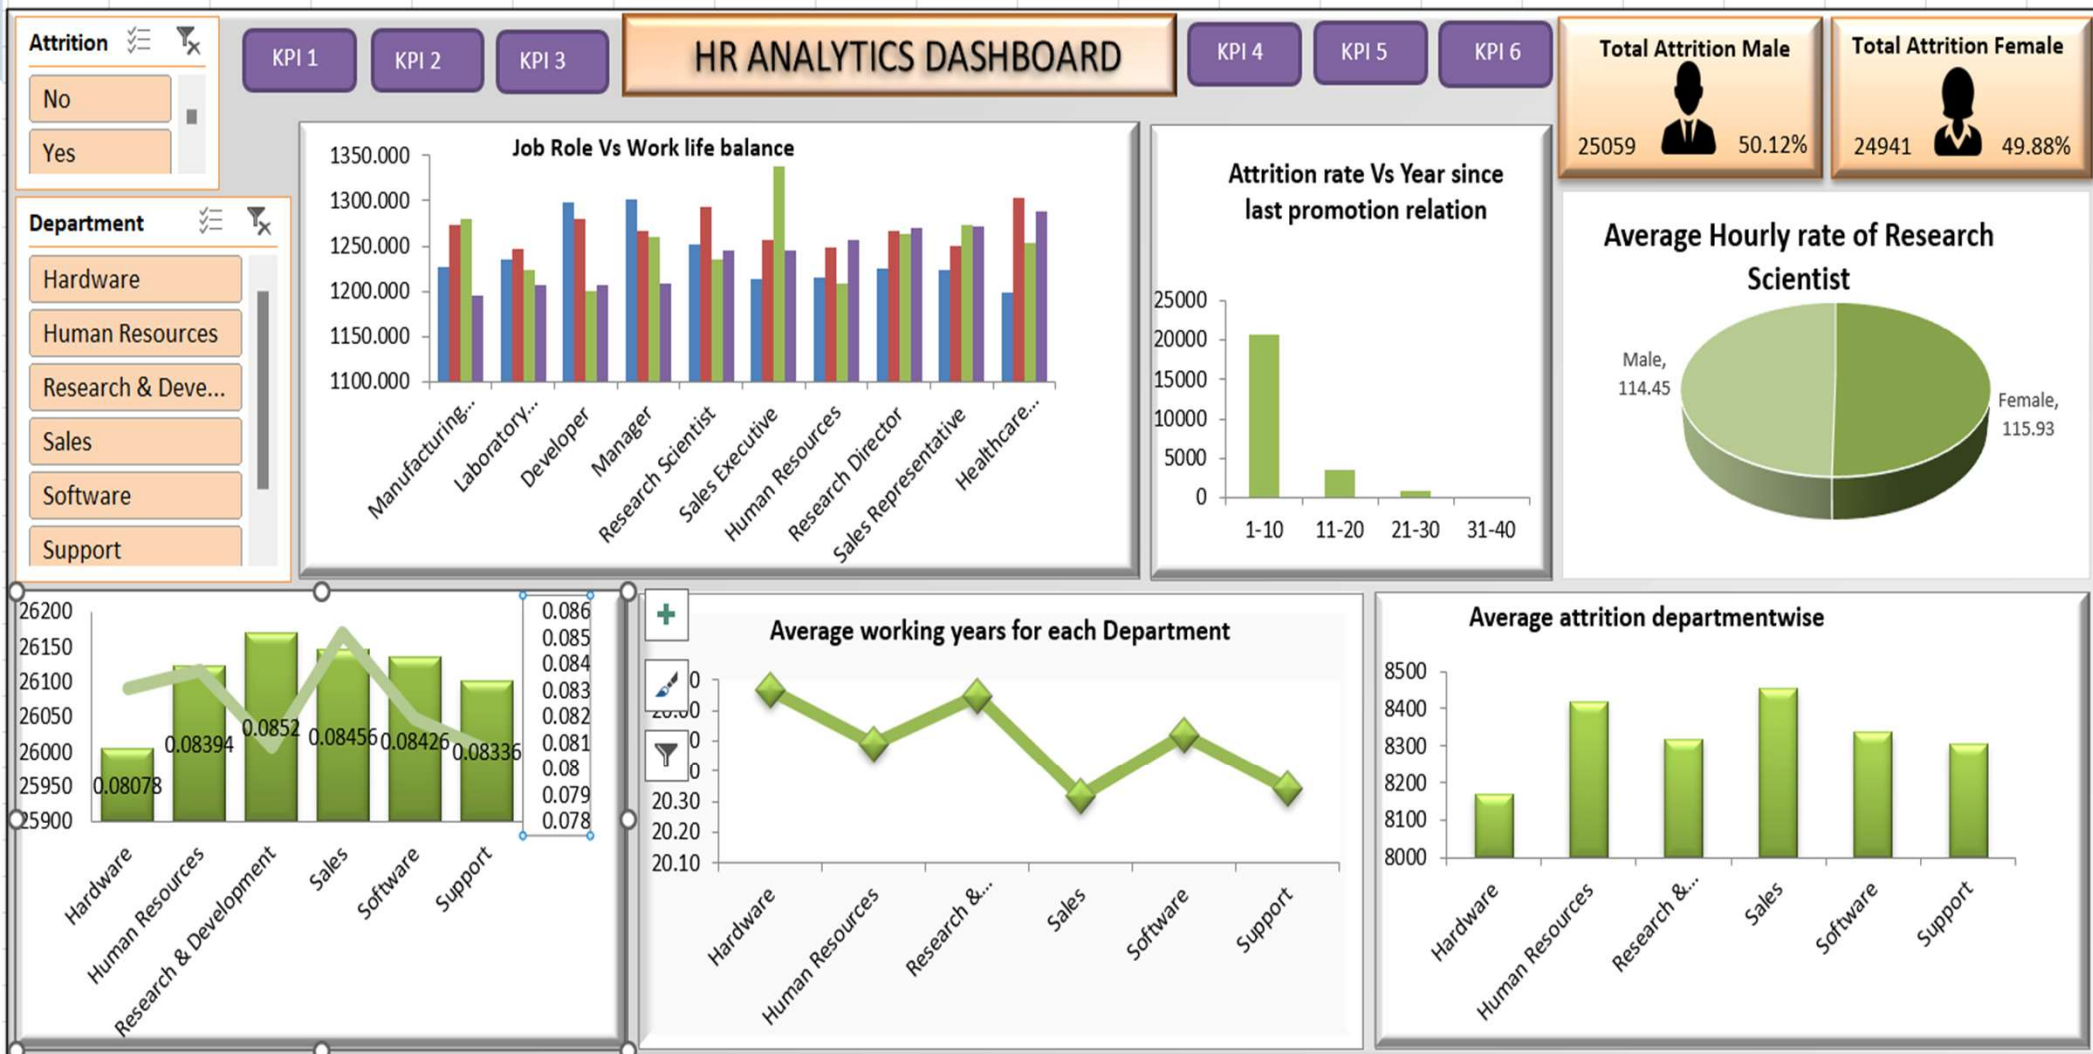 Attrition
No
Yes
KPI 1
KPI 2
KPI 3
HR ANALYTICS DASHBOARD
KPI 4
KPI 5
KPI 6
Total Attrition Male
25059
50.12%
Total Attrition Female
24941
49.88%
Department
Hardware
Human Resources
Research & Deve...
Sales
Software
Support
Job Role Vs Work life balance
1350.000
1300.000
1250.000
1200.000
1150.000
1100.000
Manufacturing...
Laboratory...
Developer
Manager
Research Scientist
Sales Executive
Human Resources
Research Director
Sales Representative
Healthcare...
Attrition rate Vs Year since
last promotion relation
25000
20000
15000
10000
5000
0
1-10
11-20
21-30
31-40
Average Hourly rate of Research
Scientist
Male,
114.45
Female,
115.93
26200
26150
26100
26050
26000
25950
25900
0.08078
0.08394
0.0852
0.08456
0.08426
0.08336
0.086
0.085
0.084
0.083
0.082
0.081
0.08
0.079
0.078
Hardware
Human Resources
Research & Development
Sales
Software
Support
Average working years for each Department
20.30
20.20
20.10
Hardware
Human Resources
Research &...
Sales
Software
Support
Average attrition departmentwise
8500
8400
8300
8200
8100
8000
Hardware
Human Resources
Research &...
Sales
Software
Support